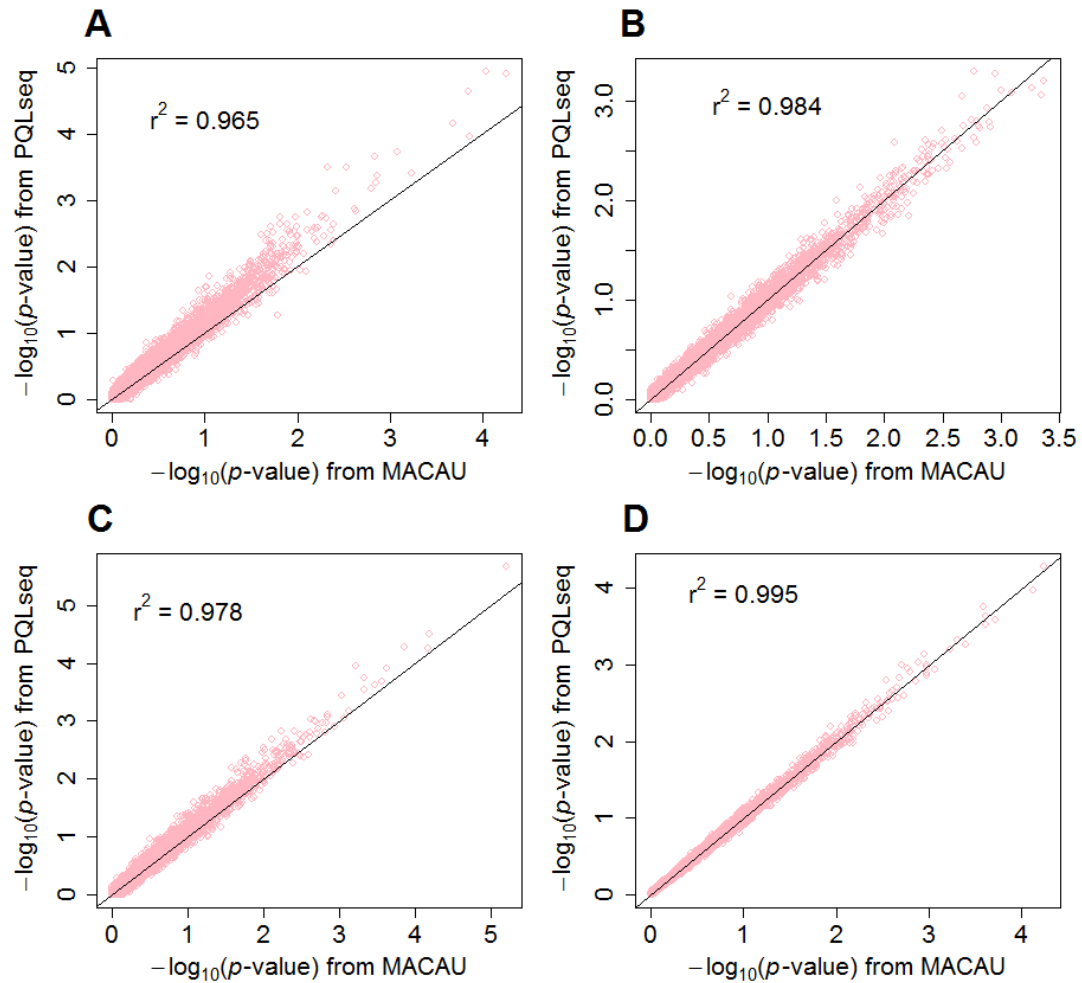 A
−log10(p-value) from PQLseq
5
4
3
2
1
0
r2 = 0.965
0 1 2 3 4
−log10(p-value) from MACAU
B
−log10(p-value) from PQLseq
3.0
2.0
1.0
0.0
r2 = 0.984
0.0 0.5 1.0 1.5 2.0 2.5 3.0 3.5
−log10(p-value) from MACAU
C
−log10(p-value) from PQLseq
5
4
3
2
1
0
r2 = 0.978
0 1 2 3 4 5
−log10(p-value) from MACAU
D
−log10(p-value) from PQLseq
4
3
2
1
0
r2 = 0.995
0 1 2 3 4
−log10(p-value) from MACAU